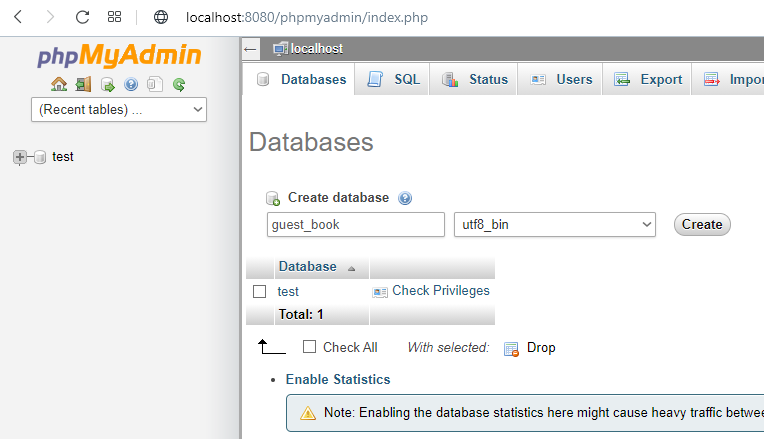 localhost:8080/phpmyadmin/index.php
phpMyAdmin
(Recent tables) ...
test
localhost
Databases SQL Status Users Export Impor
Databases
Create database
guest_book utf8_bin Create
Database
test Check Privileges
Total: 1
Check All With selected: Drop
Enable Statistics
Note: Enabling the database statistics here might cause heavy traffic betwee